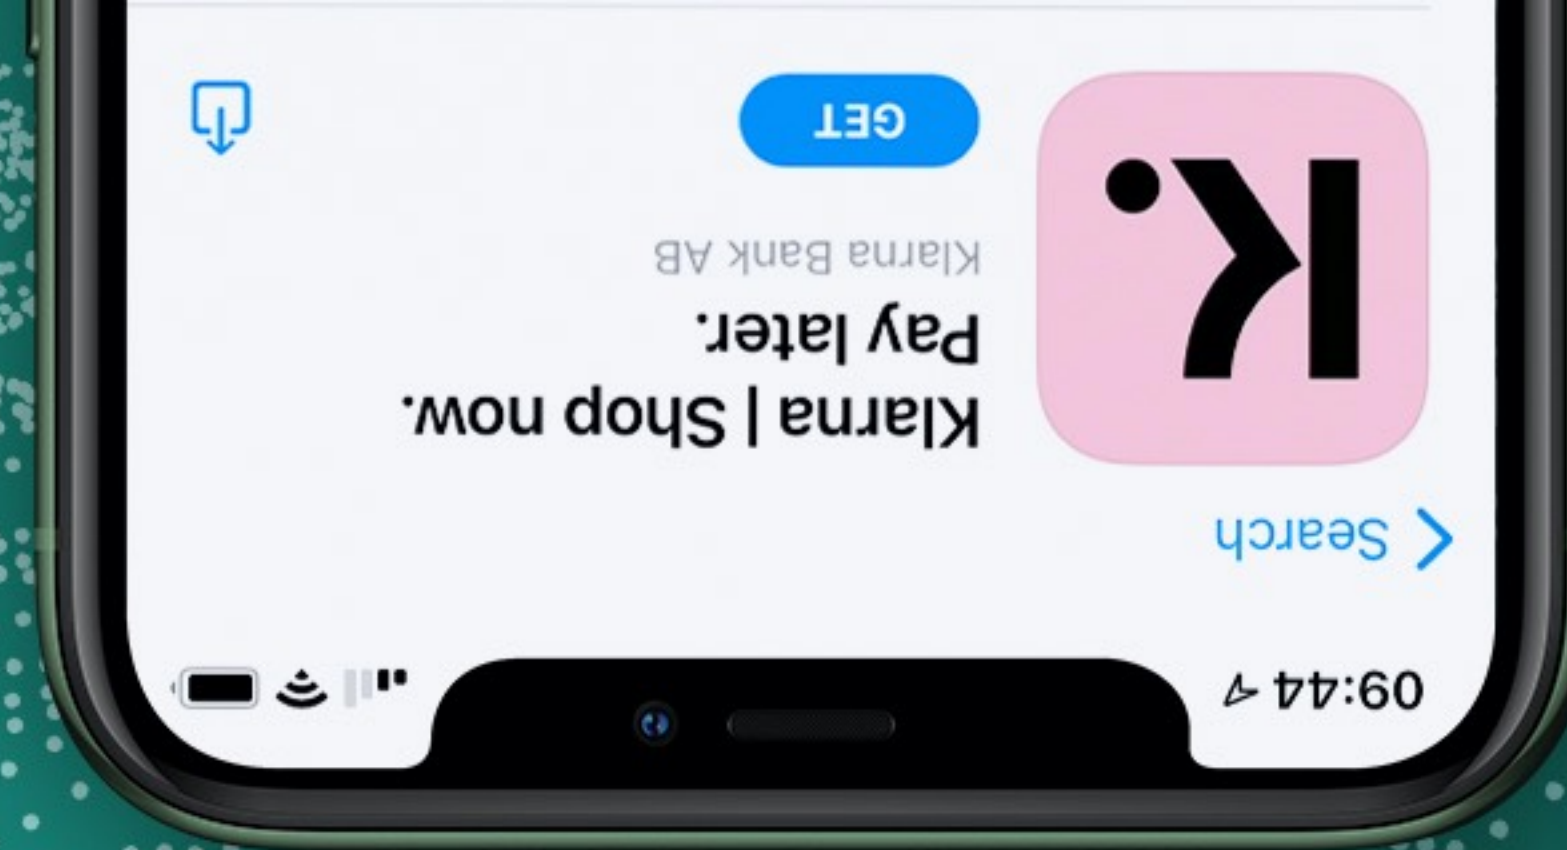 09:44
Search
K.
Klarna | Shop now.
Pay later.
Klarna Bank AB
GET